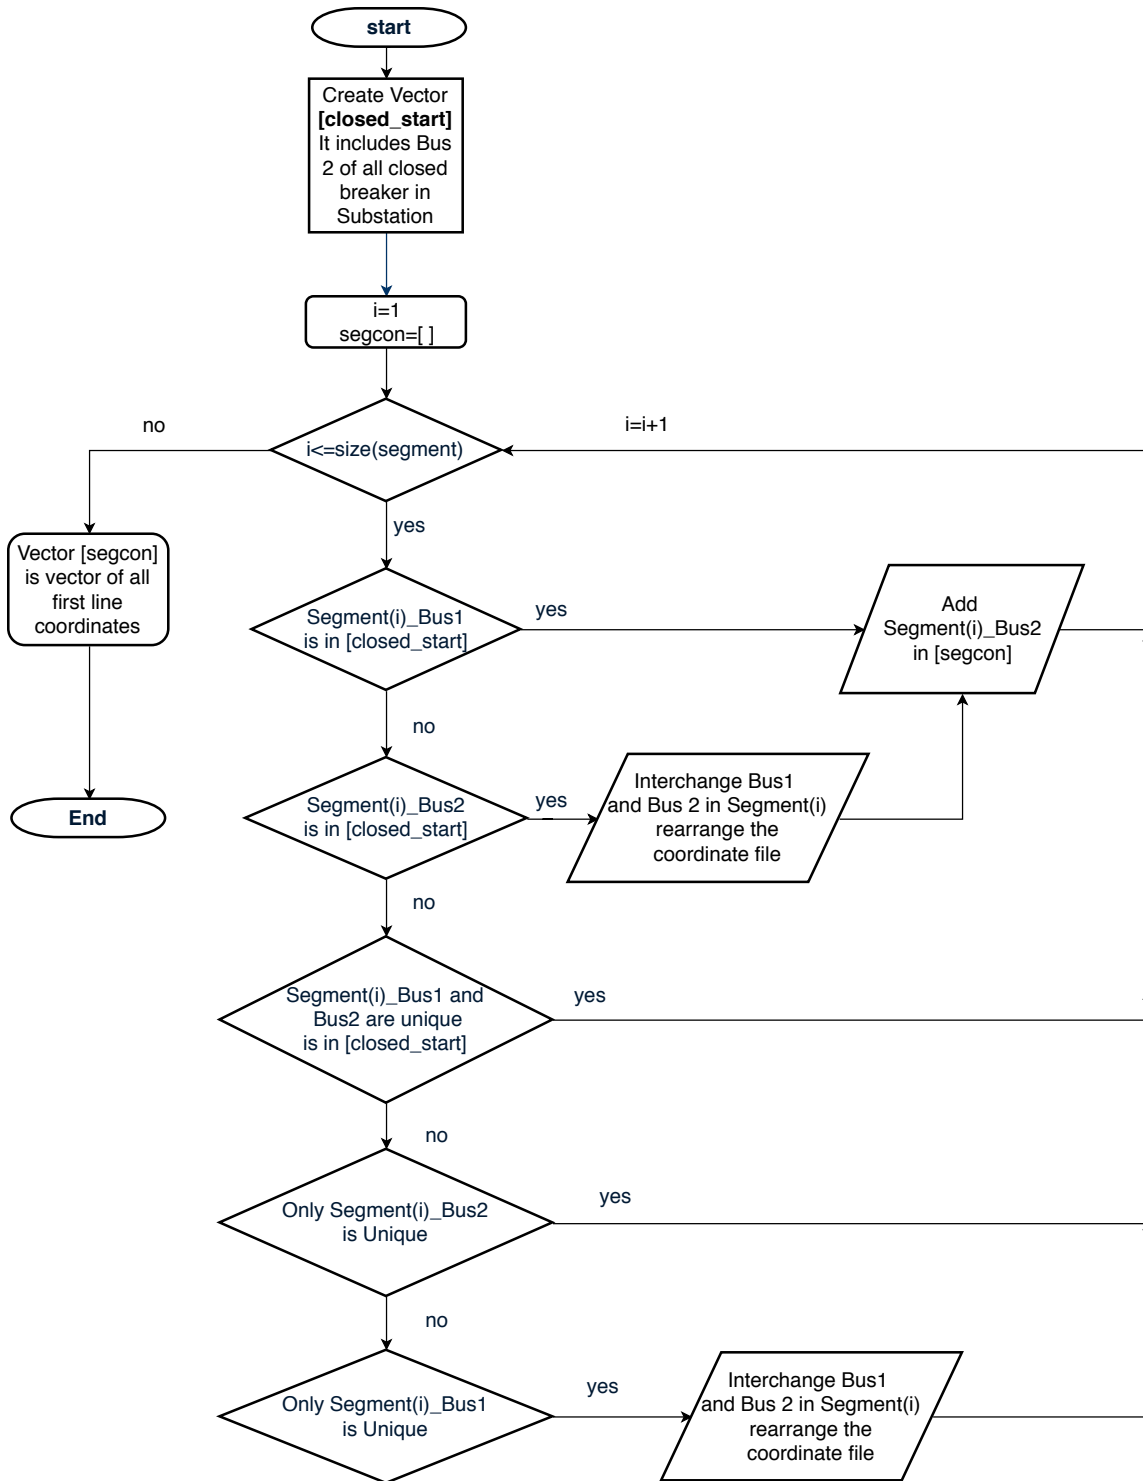 start
Create Vector
[closed_start]
It includes Bus
2 of all closed
breaker in
Substation
i=1
segcon=[ ]
no
i<=size(segment)
i=i+1
yes
Vector [segcon]
is vector of all
first line
coordinates
End
Segment(i)_Bus1
is in [closed_start]
yes
Add
Segment(i)_Bus2
in [segcon]
no
Segment(i)_Bus2
is in [closed_start]
yes
Interchange Bus1
and Bus 2 in Segment(i)
rearrange the
coordinate file
no
Segment(i)_Bus1 and
Bus2 are unique
is in [closed_start]
yes
no
Only Segment(i)_Bus2
is Unique
yes
no
Only Segment(i)_Bus1
is Unique
yes
Interchange Bus1
and Bus 2 in Segment(i)
rearrange the
coordinate file